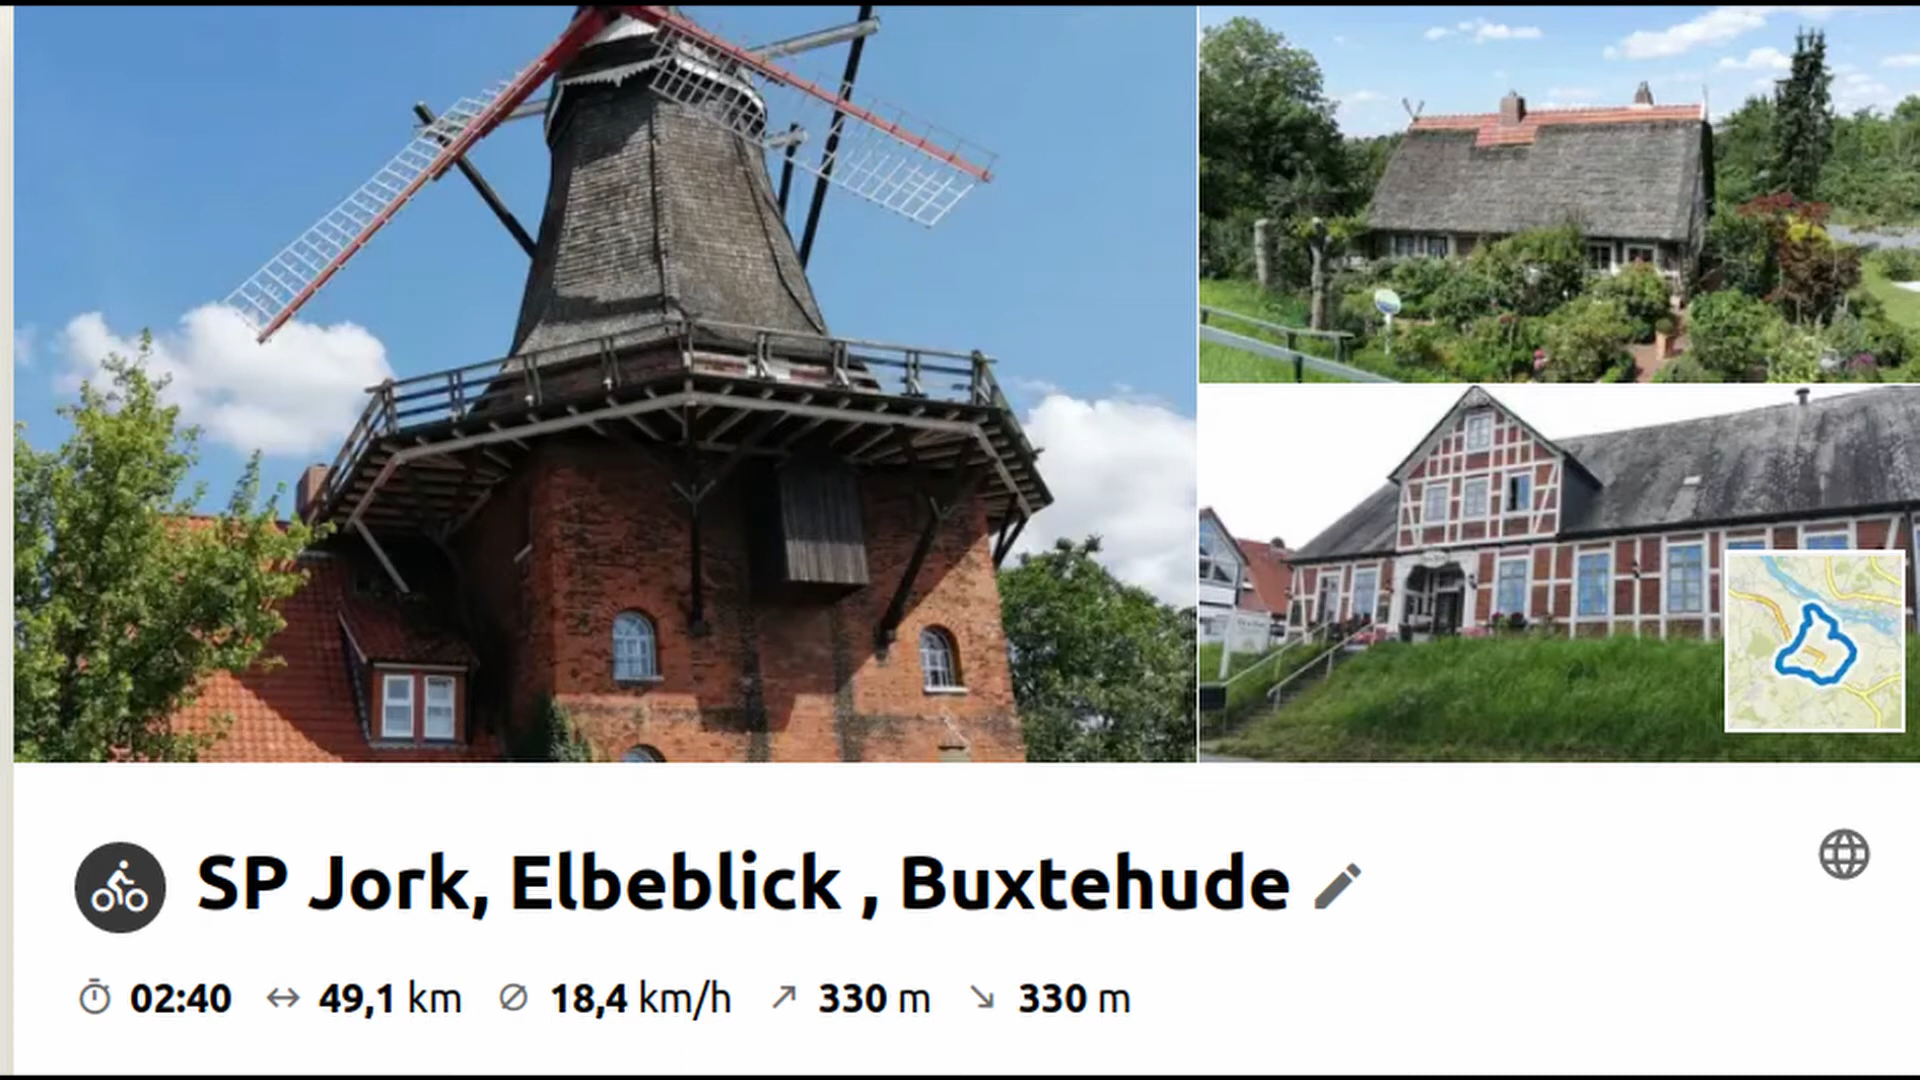 SP Jork, Elbeblick , Buxtehude
02:40 49,1 km 18,4 km/h 330 m 330 m